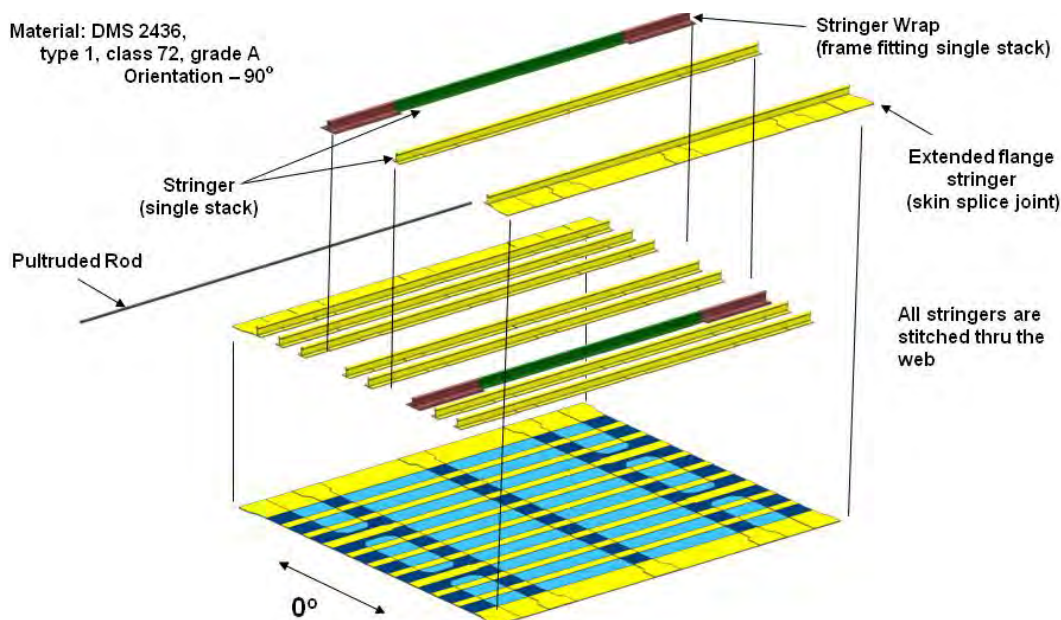 Material: DMS 2436,
type 1, class 72, grade A
Orientation – 90°
Stringer Wrap
(frame fitting single stack)
Stringer
(single stack)
Extended flange
stringer
(skin splice joint)
Pultruded Rod
All stringers are
stitched thru the
web
0°